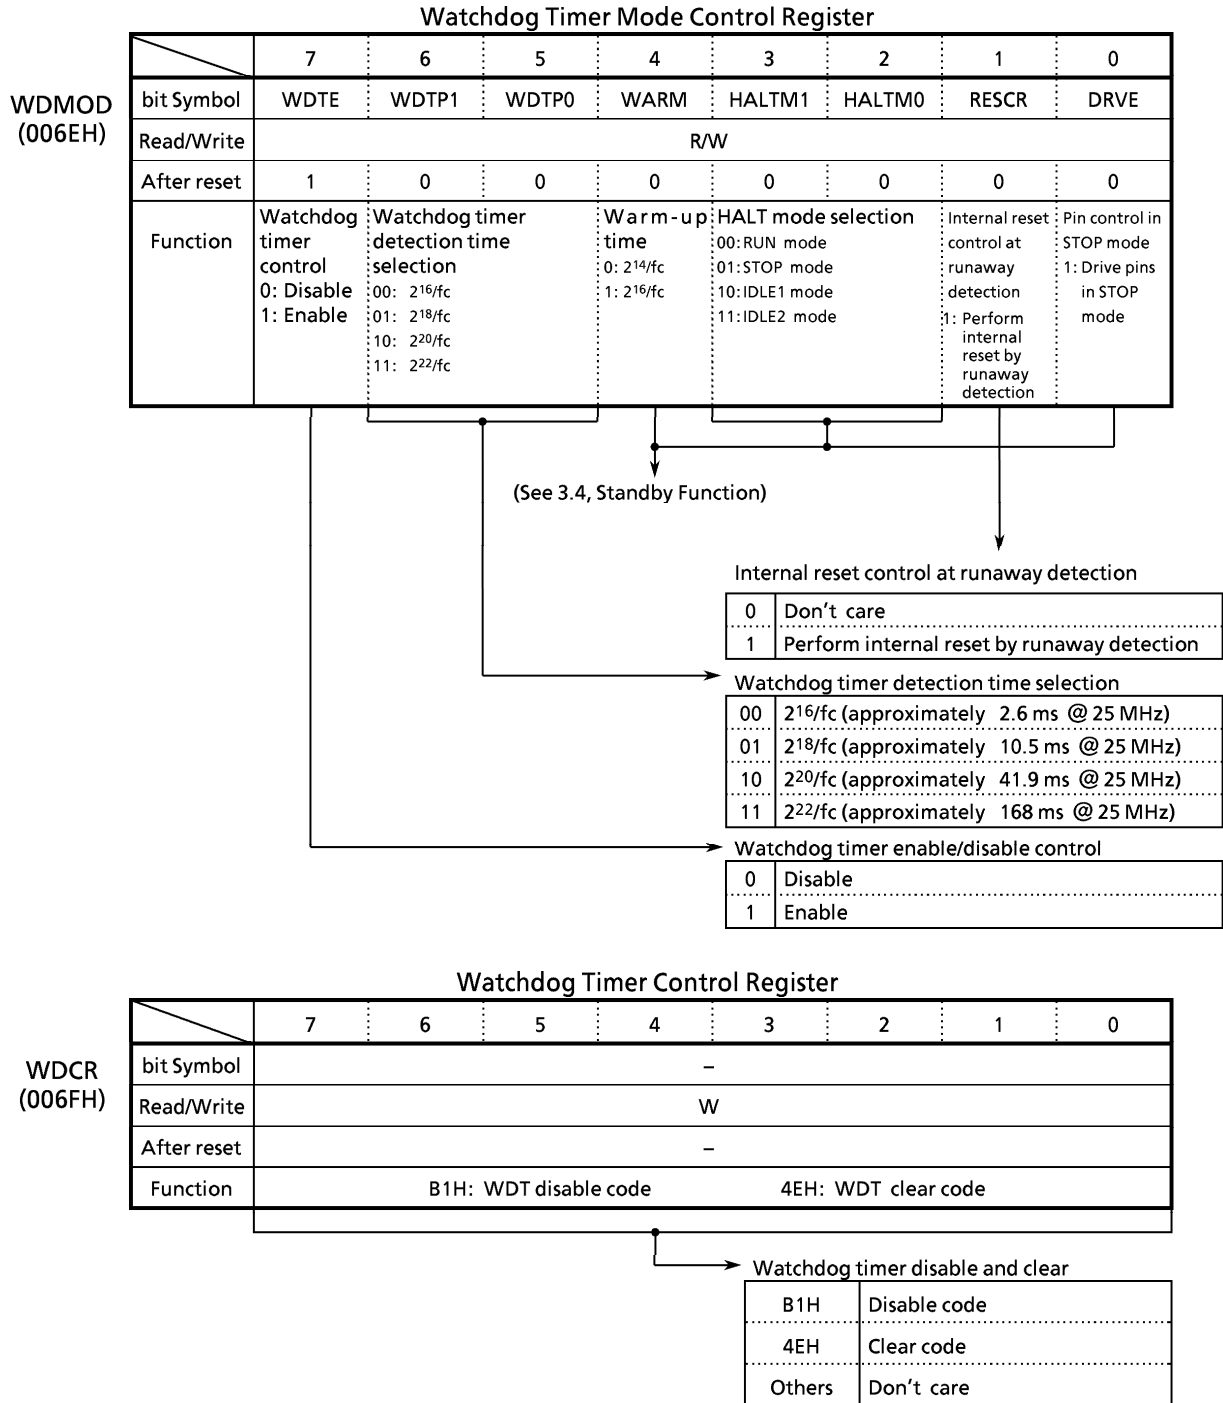 Watchdog Timer Mode Control Register
7 6 5 4 3 2 1 0
WDMOD
(006EH)
bit Symbol WDTE WDTP1 WDTP0 WARM HALTM1 HALTM0 RESCR DRVE
Read/Write R/W
After reset 1 0 0 0 0 0 0 0
Function
Watchdog
timer
control
0: Disable
1: Enable
Watchdog timer
detection time
selection
00: 2¹⁶/fc
01: 2¹⁸/fc
10: 2²⁰/fc
11: 2²²/fc
Warm-up
time
0: 2¹⁴/fc
1: 2¹⁶/fc
HALT mode selection
00: RUN mode
01: STOP mode
10: IDLE1 mode
11: IDLE2 mode
Internal reset
control at
runaway
detection
1: Perform
internal
reset by
runaway
detection
Pin control in
STOP mode
1: Drive pins
in STOP
mode
(See 3.4, Standby Function)
Internal reset control at runaway detection
0 Don't care
1 Perform internal reset by runaway detection
Watchdog timer detection time selection
00 2¹⁶/fc (approximately 2.6 ms @ 25 MHz)
01 2¹⁸/fc (approximately 10.5 ms @ 25 MHz)
10 2²⁰/fc (approximately 41.9 ms @ 25 MHz)
11 2²²/fc (approximately 168 ms @ 25 MHz)
Watchdog timer enable/disable control
0 Disable
1 Enable
Watchdog Timer Control Register
7 6 5 4 3 2 1 0
WDCR
(006FH)
bit Symbol –
Read/Write W
After reset –
Function B1H: WDT disable code 4EH: WDT clear code
Watchdog timer disable and clear
B1H Disable code
4EH Clear code
Others Don't care